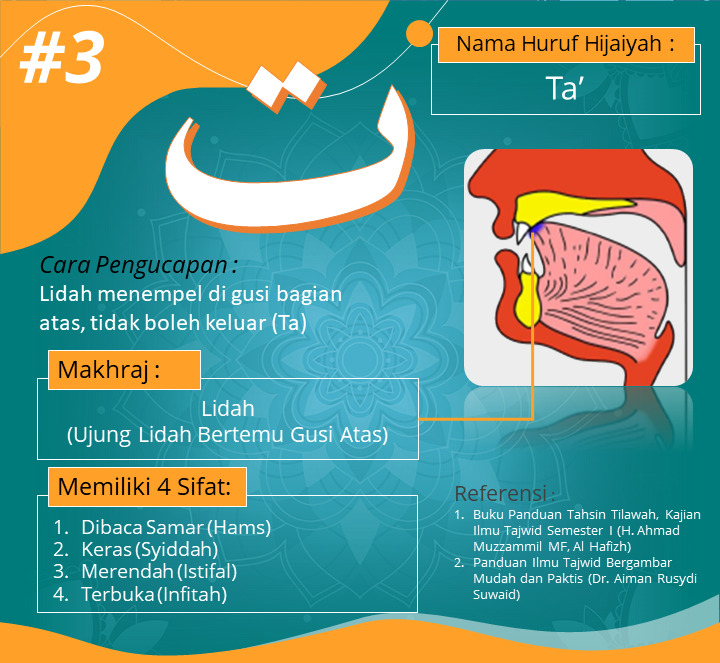 #3
ت
Nama Huruf Hijaiyah :
Ta’
Cara Pengucapan :
Lidah menempel di gusi bagian
atas, tidak boleh keluar (Ta)
Makhraj :
Lidah
(Ujung Lidah Bertemu Gusi Atas)
Memiliki 4 Sifat:
1. Dibaca Samar (Hams)
2. Keras (Syiddah)
3. Merendah (Istifal)
4. Terbuka (Infitah)
Referensi :
1. Buku Panduan Tahsin Tilawah, Kajian
Ilmu Tajwid Semester I (H. Ahmad
Muzzammil MF, Al Hafizh)
2. Panduan Ilmu Tajwid Bergambar
Mudah dan Paktis (Dr. Aiman Rusydi
Suwaid)